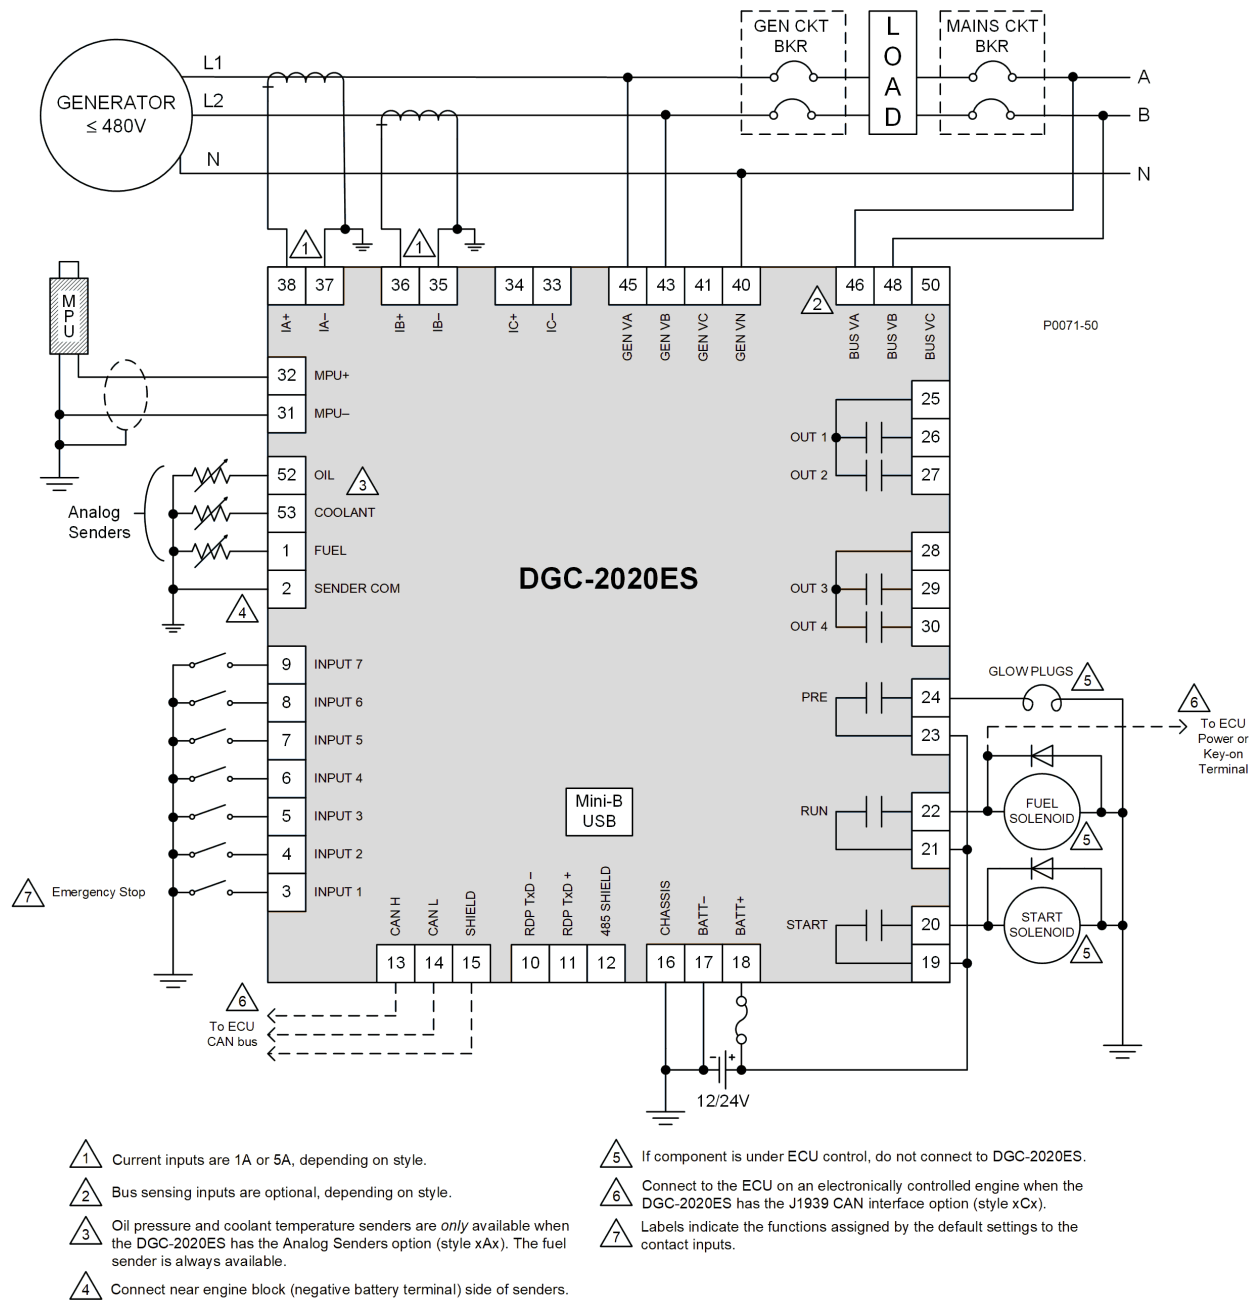 GEN CKT
BKR
LOAD
MAINS CKT
BKR
L1
A
GENERATOR
≤ 480V
L2
B
N
N
1
1
38
37
36
35
34
33
45
43
41
40
2
46
48
50
IA+
IA–
IB+
IB–
IC+
IC–
GEN VA
GEN VB
GEN VC
GEN VN
BUS VA
BUS VB
BUS VC
P0071-50
MPU
32
MPU+
31
MPU–
25
OUT 1
26
OUT 2
27
52
OIL
3
Analog
Senders
53
COOLANT
1
FUEL
2
SENDER COM
4
DGC-2020ES
28
OUT 3
29
OUT 4
30
9
INPUT 7
8
INPUT 6
7
INPUT 5
6
INPUT 4
5
INPUT 3
4
INPUT 2
3
INPUT 1
7
Emergency Stop
PRE
24
23
GLOW PLUGS
5
6
To ECU
Power or
Key-on
Terminal
Mini-B
USB
RUN
22
21
FUEL
SOLENOID
5
START
20
19
START
SOLENOID
5
CAN H
CAN L
SHIELD
RDP TxD –
RDP TxD +
485 SHIELD
CHASSIS
BATT–
BATT+
13
14
15
10
11
12
16
17
18
6
To ECU
CAN bus
– +
12/24V
1
Current inputs are 1A or 5A, depending on style.
2
Bus sensing inputs are optional, depending on style.
3
Oil pressure and coolant temperature senders are only available when
the DGC-2020ES has the Analog Senders option (style xAx). The fuel
sender is always available.
4
Connect near engine block (negative battery terminal) side of senders.
5
If component is under ECU control, do not connect to DGC-2020ES.
6
Connect to the ECU on an electronically controlled engine when the
DGC-2020ES has the J1939 CAN interface option (style xCx).
7
Labels indicate the functions assigned by the default settings to the
contact inputs.